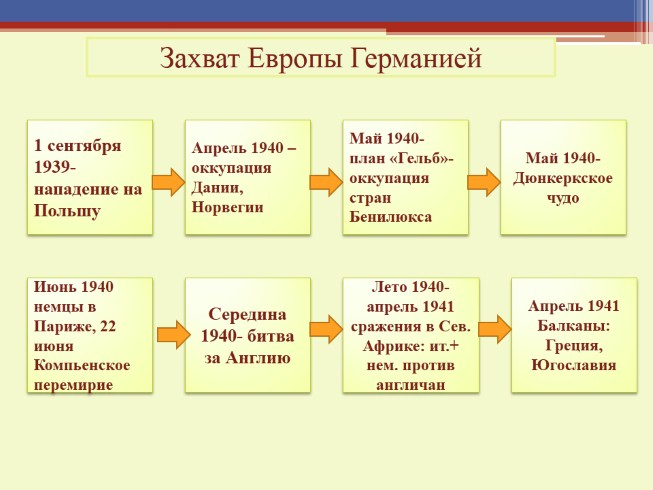 Захват Европы Германией
1 сентября
1939-
нападение на
Польшу
Апрель 1940 –
оккупация
Дании,
Норвегии
Май 1940-
план «Гельб»-
оккупация
стран
Бенилюкса
Май 1940-
Дюнкеркское
чудо
Июнь 1940
немцы в
Париже, 22
июня
Компьенское
перемирие
Середина
1940- битва
за Англию
Лето 1940-
апрель 1941
сражения в Сев.
Африке: ит.+
нем. против
англичан
Апрель 1941
Балканы:
Греция,
Югославия